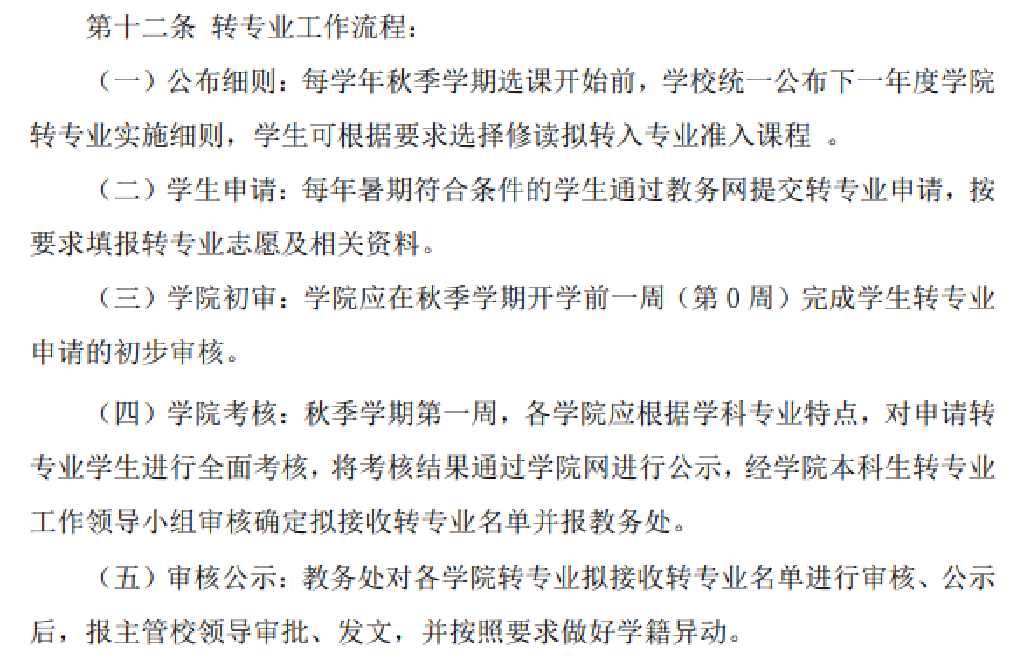 第十二条 转专业工作流程：
（一）公布细则：每学年秋季学期选课开始前，学校统一公布下一年度学院
转专业实施细则，学生可根据要求选择修读拟转入专业准入课程 。
（二）学生申请：每年暑期符合条件的学生通过教务网提交转专业申请，按
要求填报转专业志愿及相关资料。
（三）学院初审：学院应在秋季学期开学前一周（第 0 周）完成学生转专业
申请的初步审核。
（四）学院考核：秋季学期第一周，各学院应根据学科专业特点，对申请转
专业学生进行全面考核，将考核结果通过学院网进行公示，经学院本科生转专业
工作领导小组审核确定拟接收转专业名单并报教务处。
（五）审核公示：教务处对各学院转专业拟接收转专业名单进行审核、公示
后，报主管校领导审批、发文，并按照要求做好学籍异动。